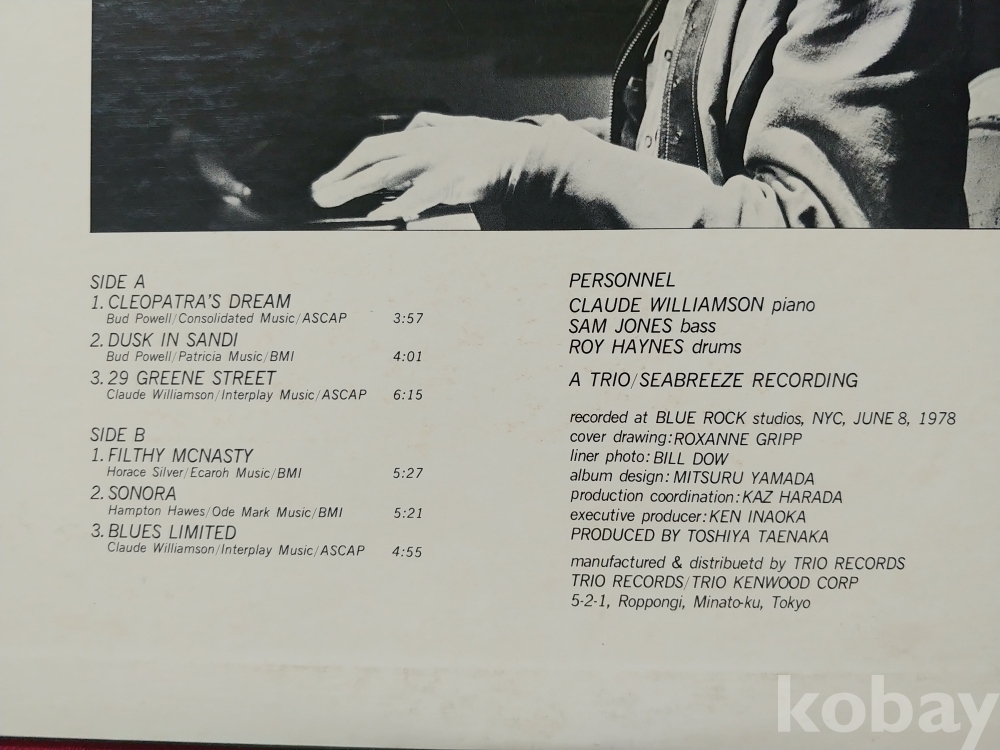 SIDE A
1. CLEOPATRA'S DREAM
Bud Powell/Consolidated Music/ASCAP 3:57
2. DUSK IN SANDI
Bud Powell/Patricia Music/BMI 4:01
3. 29 GREENE STREET
Claude Williamson/Interplay Music/ASCAP 6:15
SIDE B
1. FILTHY MCNASTY
Horace Silver/Ecaroh Music/BMI 5:27
2. SONORA
Hampton Hawes/Ode Mark Music/BMI 5:21
3. BLUES LIMITED
Claude Williamson/Interplay Music/ASCAP 4:55
PERSONNEL
CLAUDE WILLIAMSON piano
SAM JONES bass
ROY HAYNES drums
A TRIO/SEABREEZE RECORDING
recorded at BLUE ROCK studios, NYC, JUNE 8, 1978
cover drawing:ROXANNE GRIPP
liner photo:BILL DOW
album design:MITSURU YAMADA
production coordination:KAZ HARADA
executive producer:KEN INAOKA
PRODUCED BY TOSHIYA TAENAKA
manufactured & distribuetd by TRIO RECORDS
TRIO RECORDS/TRIO KENWOOD CORP
5-2-1, Roppongi, Minato-ku, Tokyo
kobay